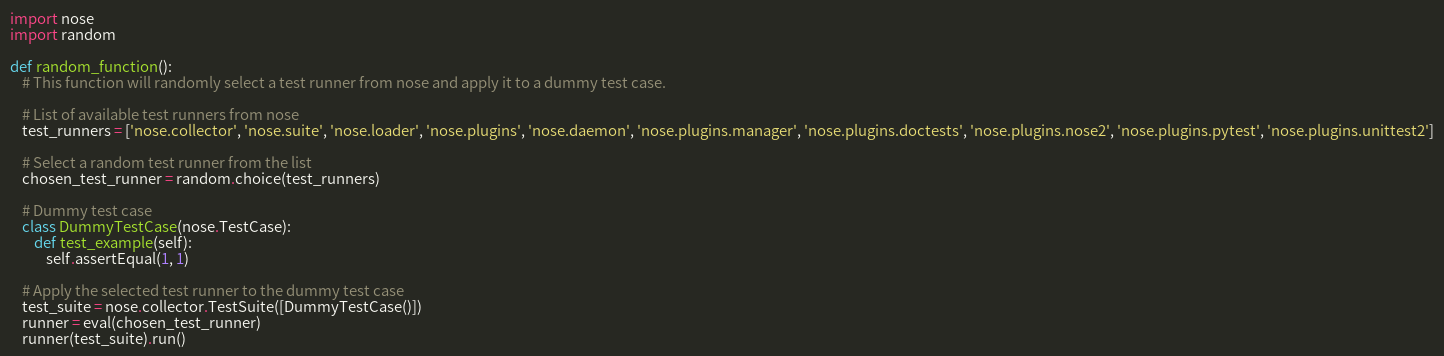 import nose
import random
def random_function():
# This function will randomly select a test runner from nose and apply it to a dummy test case.
# List of available test runners from nose
test_runners = ['nose.collector', 'nose.suite', 'nose.loader', 'nose.plugins', 'nose.daemon', 'nose.plugins.manager', 'nose.plugins.doctests', 'nose.plugins.nose2', 'nose.plugins.pytest', 'nose.plugins.unittest2']
# Select a random test runner from the list
chosen_test_runner = random.choice(test_runners)
# Dummy test case
class DummyTestCase(nose.TestCase):
def test_example(self):
self.assertEqual(1, 1)
# Apply the selected test runner to the dummy test case
test_suite = nose.collector.TestSuite([DummyTestCase()])
runner = eval(chosen_test_runner)
runner(test_suite).run()